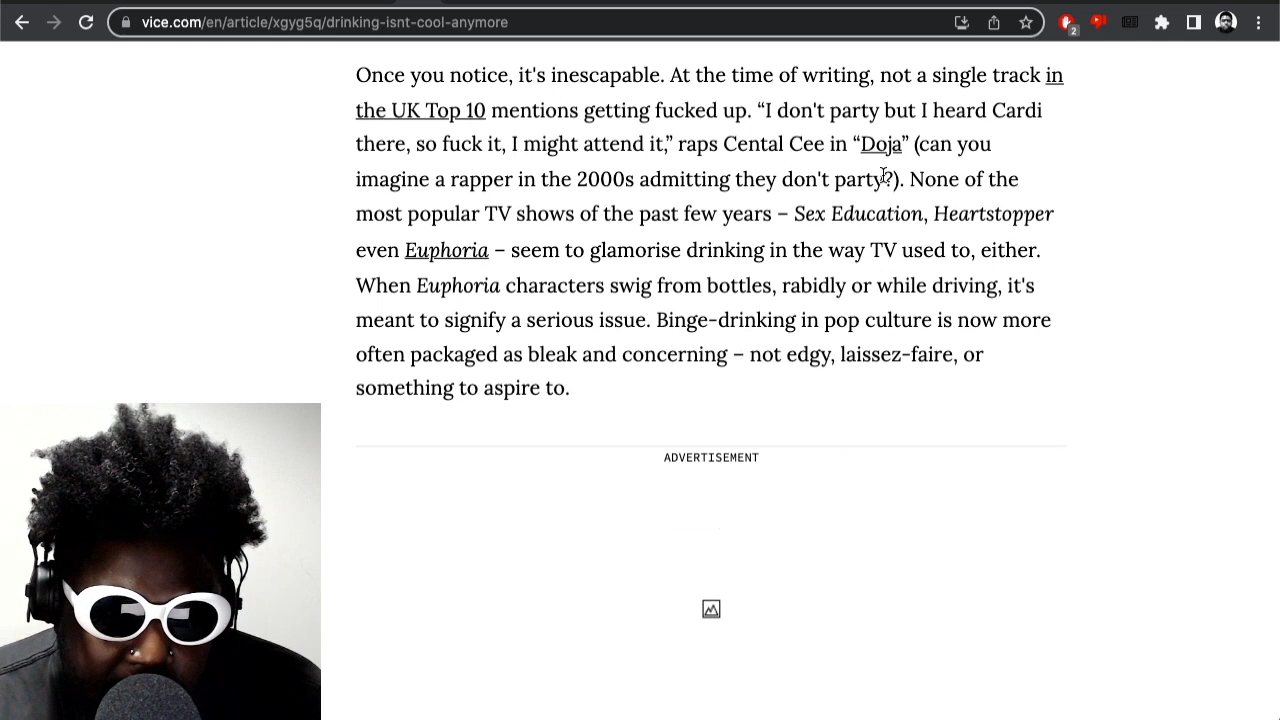 vice.com/en/article/xgyg5q/drinking-isnt-cool-anymore
2
Once you notice, it's inescapable. At the time of writing, not a single track in
the UK Top 10 mentions getting fucked up. “I don't party but I heard Cardi
there, so fuck it, I might attend it,” raps Cental Cee in “Doja” (can you
imagine a rapper in the 2000s admitting they don't party?). None of the
most popular TV shows of the past few years – Sex Education, Heartstopper
even Euphoria – seem to glamorise drinking in the way TV used to, either.
When Euphoria characters swig from bottles, rabidly or while driving, it's
meant to signify a serious issue. Binge-drinking in pop culture is now more
often packaged as bleak and concerning – not edgy, laissez-faire, or
something to aspire to.
ADVERTISEMENT